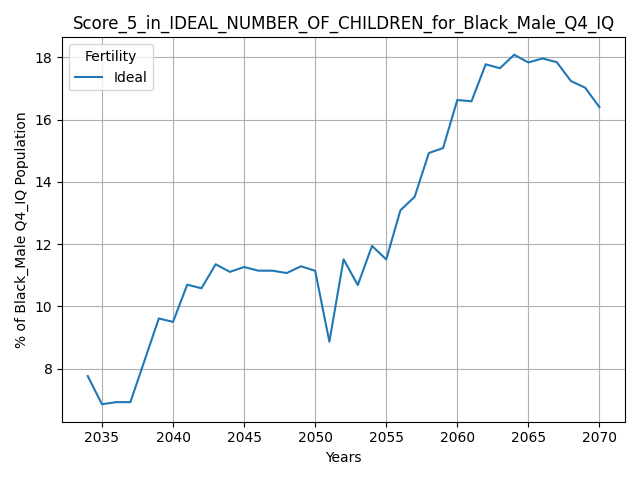 Score_5_in_IDEAL_NUMBER_OF_CHILDREN_for_Black_Male_Q4_IQ
Fertility
Ideal
18
16
14
12
10
8
% of Black_Male Q4_IQ Population
2035 2040 2045 2050 2055 2060 2065 2070
Years